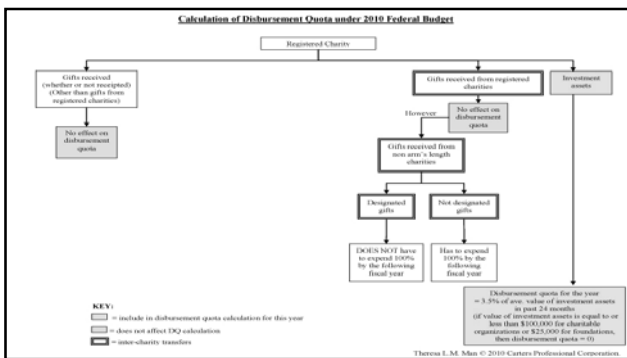 Calculation of Disbursement Quota under 2010 Federal Budget
Registered Charity
Gifts received
(whether or not receipted)
(Other than gifts from
registered charities)
No effect on
disbursement
quota
Gifts received from registered
charities
Investment
assets
However
No effect on
disbursement
quota
Gifts received from
non arm's length
charities
Designated
gifts
Not designated
gifts
DOES NOT have
to expend 100%
by the following
fiscal year
Has to expend
100% by the
following
fiscal year
Disbursement quota for the year
= 3.5% of ave. value of investment assets
in past 24 months
(if value of investment assets is equal to or
less than $100,000 for charitable
organizations or $25,000 for foundations,
then disbursement quota = 0)
KEY:
= include in disbursement quota calculation for this year
= does not affect DQ calculation
= inter-charity transfers
Theresa L.M. Man © 2010 Carters Professional Corporation.